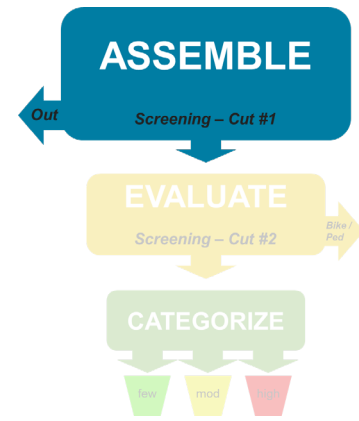 ASSEMBLE
Out
Screening – Cut #1
EVALUATE
Screening – Cut #2
Bike /
Ped
CATEGORIZE
few
mod
high